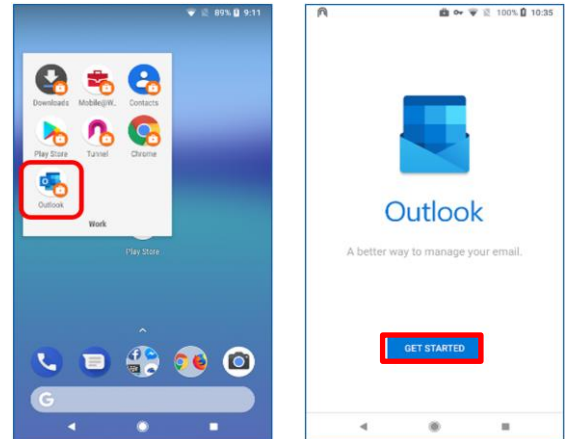 89% 9:11
Downloads Mobile@W.. Contacts
Play Store Tunnel Chrome
Outlook
Work
Play Store
G
100% 10:35
Outlook
A better way to manage your email.
GET STARTED